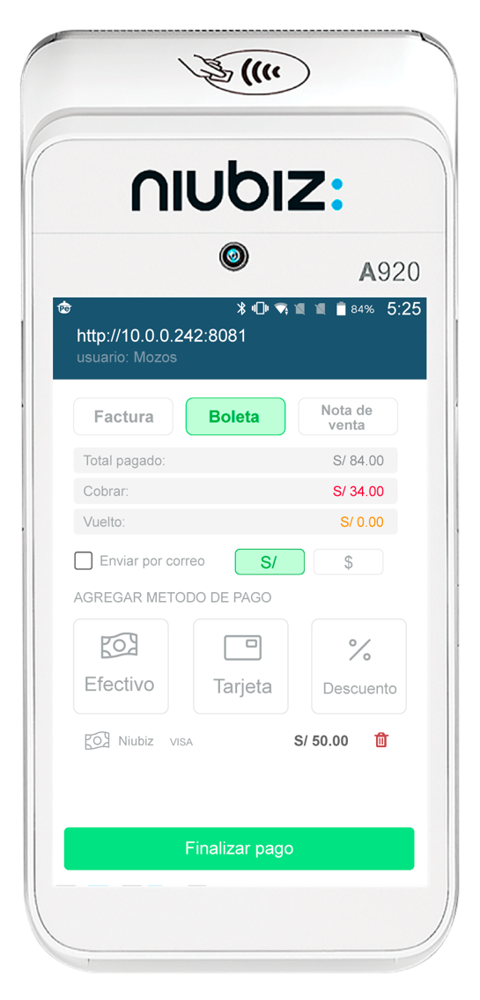 niubiz:
A920
84% 5:25
http://10.0.0.242:8081
usuario: Mozos
Factura Boleta Nota de venta
Total pagado: S/ 84.00
Cobrar: S/ 34.00
Vuelto: S/ 0.00
Enviar por correo S/ $
AGREGAR METODO DE PAGO
Efectivo Tarjeta Descuento
Niubiz VISA S/ 50.00
Finalizar pago